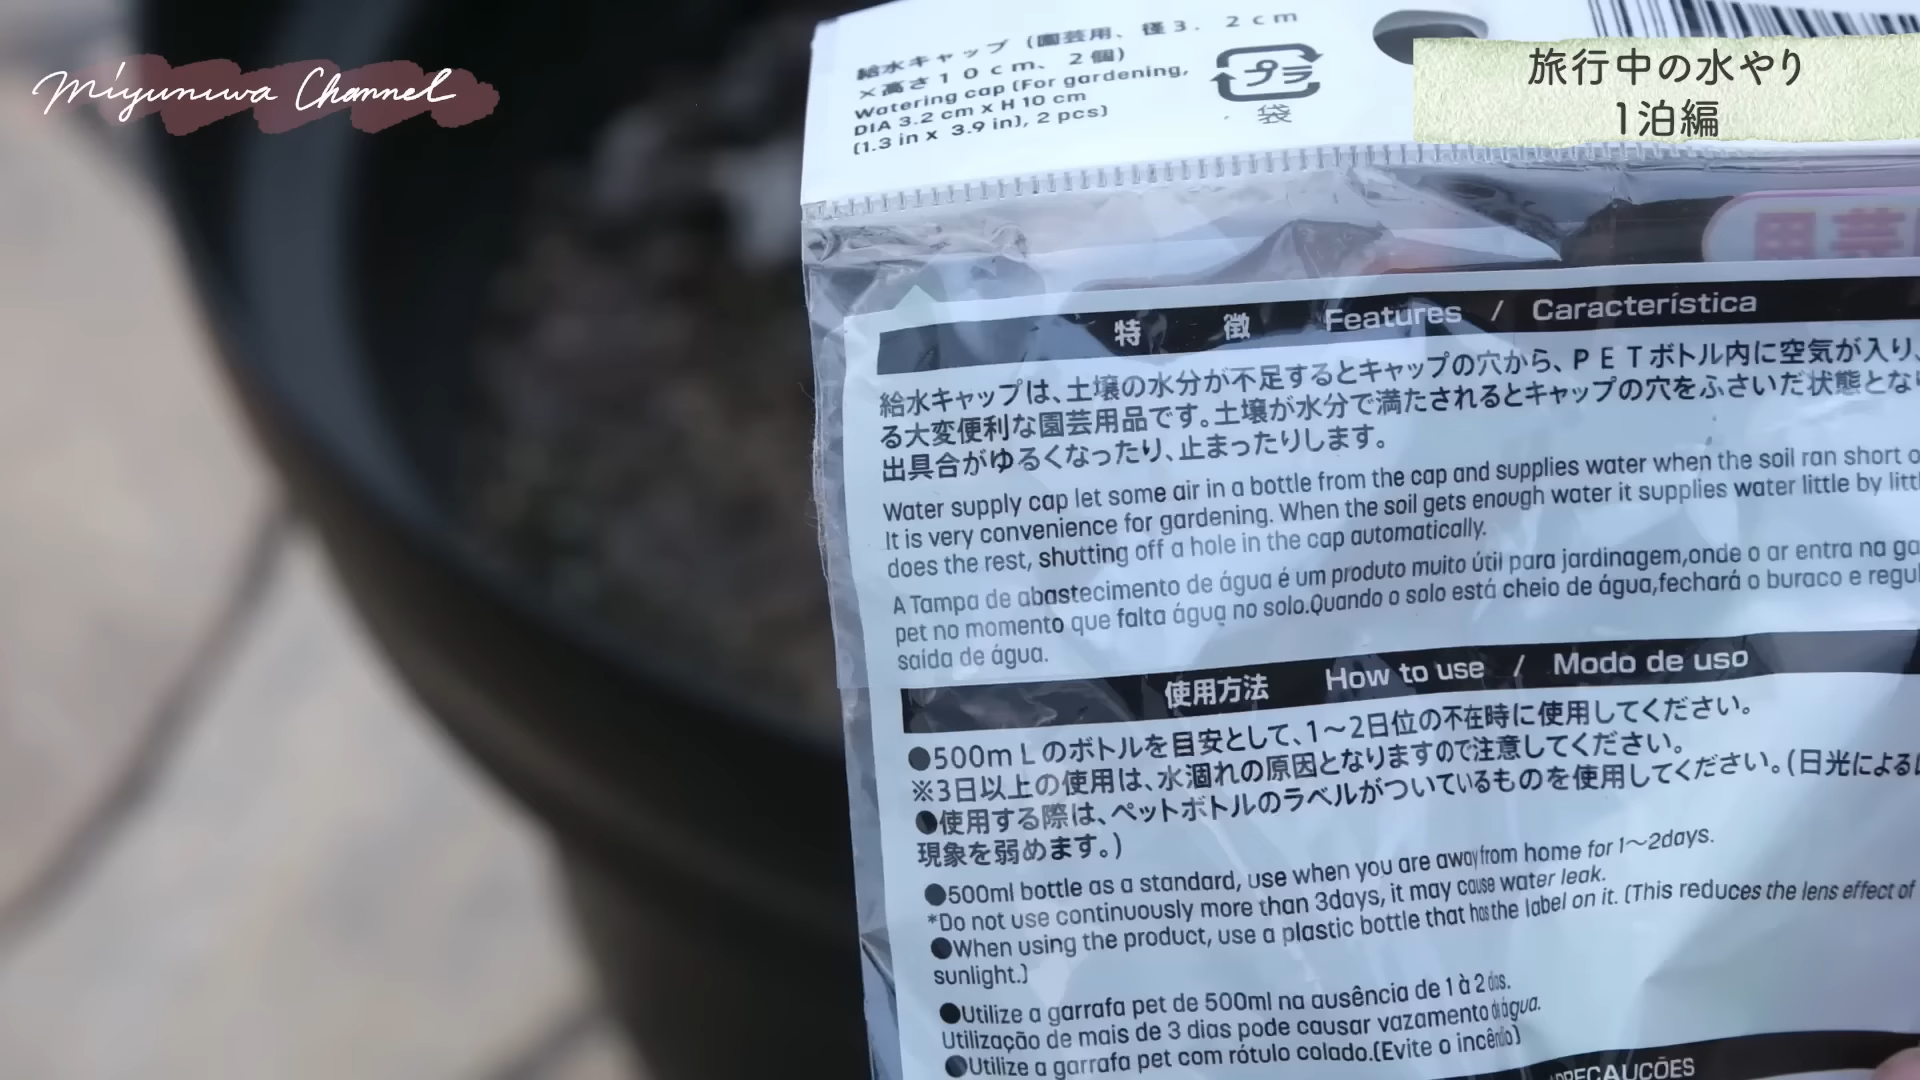 Miyuniwa Channel
旅行中の水やり
1泊編
給水キャップ (園芸用、径3.2cm
×高さ10cm、2個)
Watering cap (For gardening,
DIA 3.2 cm x H 10 cm
(1.3 in x 3.9 in), 2 pcs)
プラ
袋
特 徴 Features / Característica
給水キャップは、土壌の水分が不足するとキャップの穴から、PETボトル内に空気が入り、
る大変便利な園芸用品です。土壌が水分で満たされるとキャップの穴をふさいだ状態とな
出具合がゆるくなったり、止まったりします。
Water supply cap let some air in a bottle from the cap and supplies water when the soil ran short
It is very convenience for gardening. When the soil gets enough water it supplies water little by
does the rest, shutting off a hole in the cap automatically.
A Tampa de abastecimento de água é um produto muito útil para jardinagem,onde o ar entra na
pet no momento que falta água no solo.Quando o solo está cheio de água,fechará o buraco e
saida de água.
使用方法 How to use / Modo de uso
●500mLのボトルを目安として、1〜2日位の不在時に使用してください。
※3日以上の使用は、水涸れの原因となりますので注意してください。
●使用する際は、ペットボトルのラベルがついているものを使用してください。(日光による
現象を弱めます。)
●500ml bottle as a standard, use when you are away from home for 1〜2days.
*Do not use continuously more than 3days, it may cause water leak.
●When using the product, use a plastic bottle that has the label on it. (This reduces the lens effect of
sunlight.)
●Utilize a garrafa pet de 500ml na ausência de 1 à 2 dias.
Utilização de mais de 3 dias pode causar vazamento de água.
●Utilize a garrafa pet com rótulo colado.(Evite o incêndio)